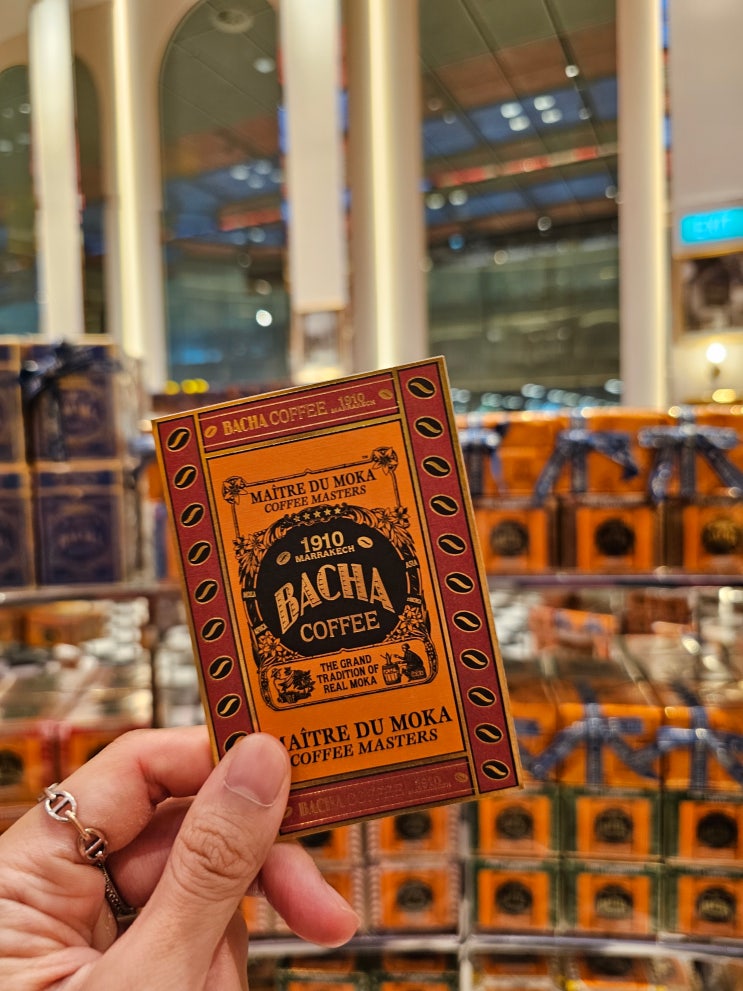 BACHA COFFEE 1910 MARRAKECH
MAÎTRE DU MOKA
COFFEE MASTERS
1910
MARRAKECH
BACHA
COFFEE
THE GRAND
TRADITION OF
REAL MOKA
MAÎTRE DU MOKA
COFFEE MASTERS
BACHA COFFEE 1910
EXIT